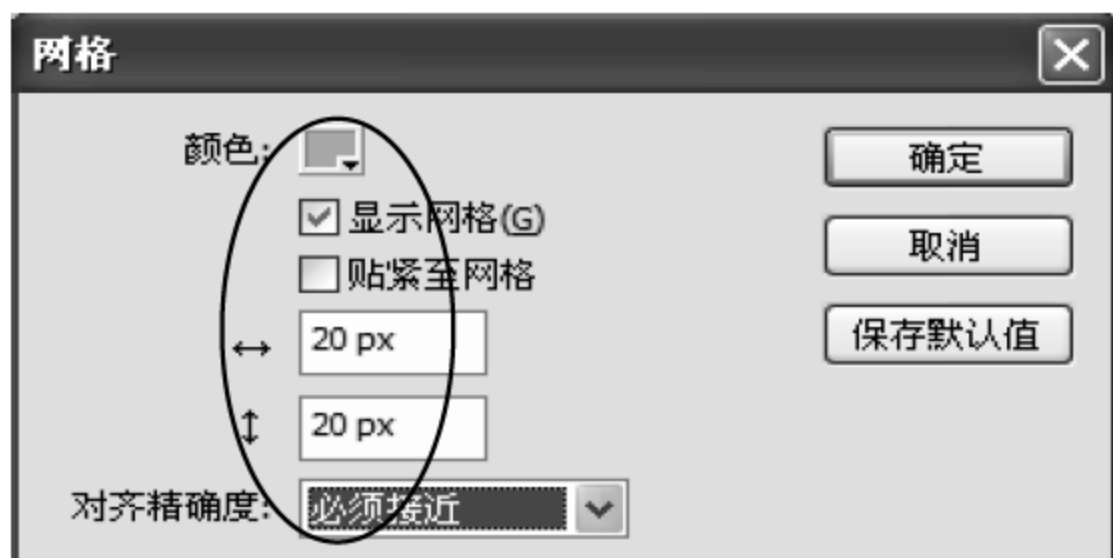 网格
颜色:
确定
显示网格(G)
取消
贴紧至网格
20 px
保存默认值
20 px
对齐精确度:
必须接近